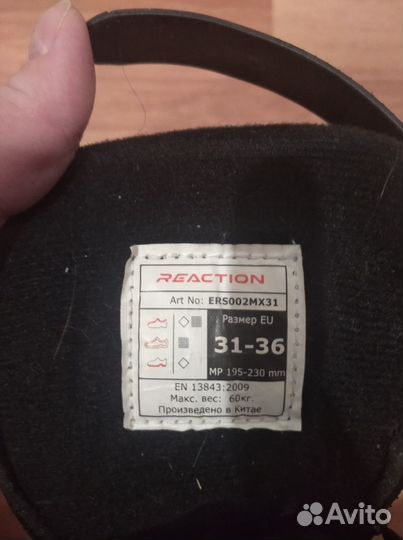 REACTION
Art No: ERS002MX31
Размер EU
31-36
MP 195-230 mm
EN 13843:2009
Макс. вес: 60кг.
Произведено в Китае
Avito